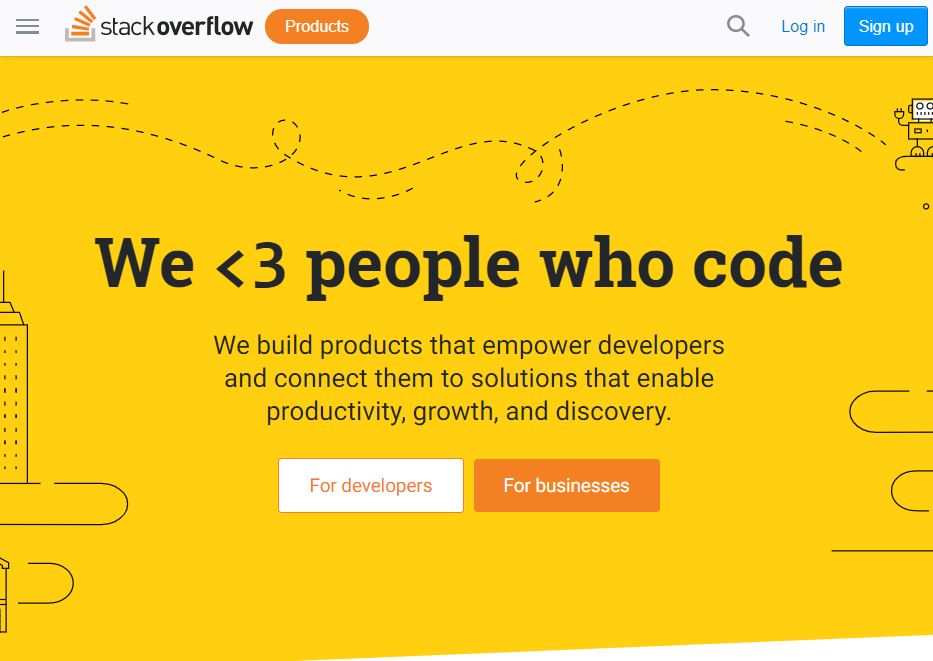 stackoverflow
Products
Log in
Sign up
We <3 people who code
We build products that empower developers
and connect them to solutions that enable
productivity, growth, and discovery.
For developers
For businesses